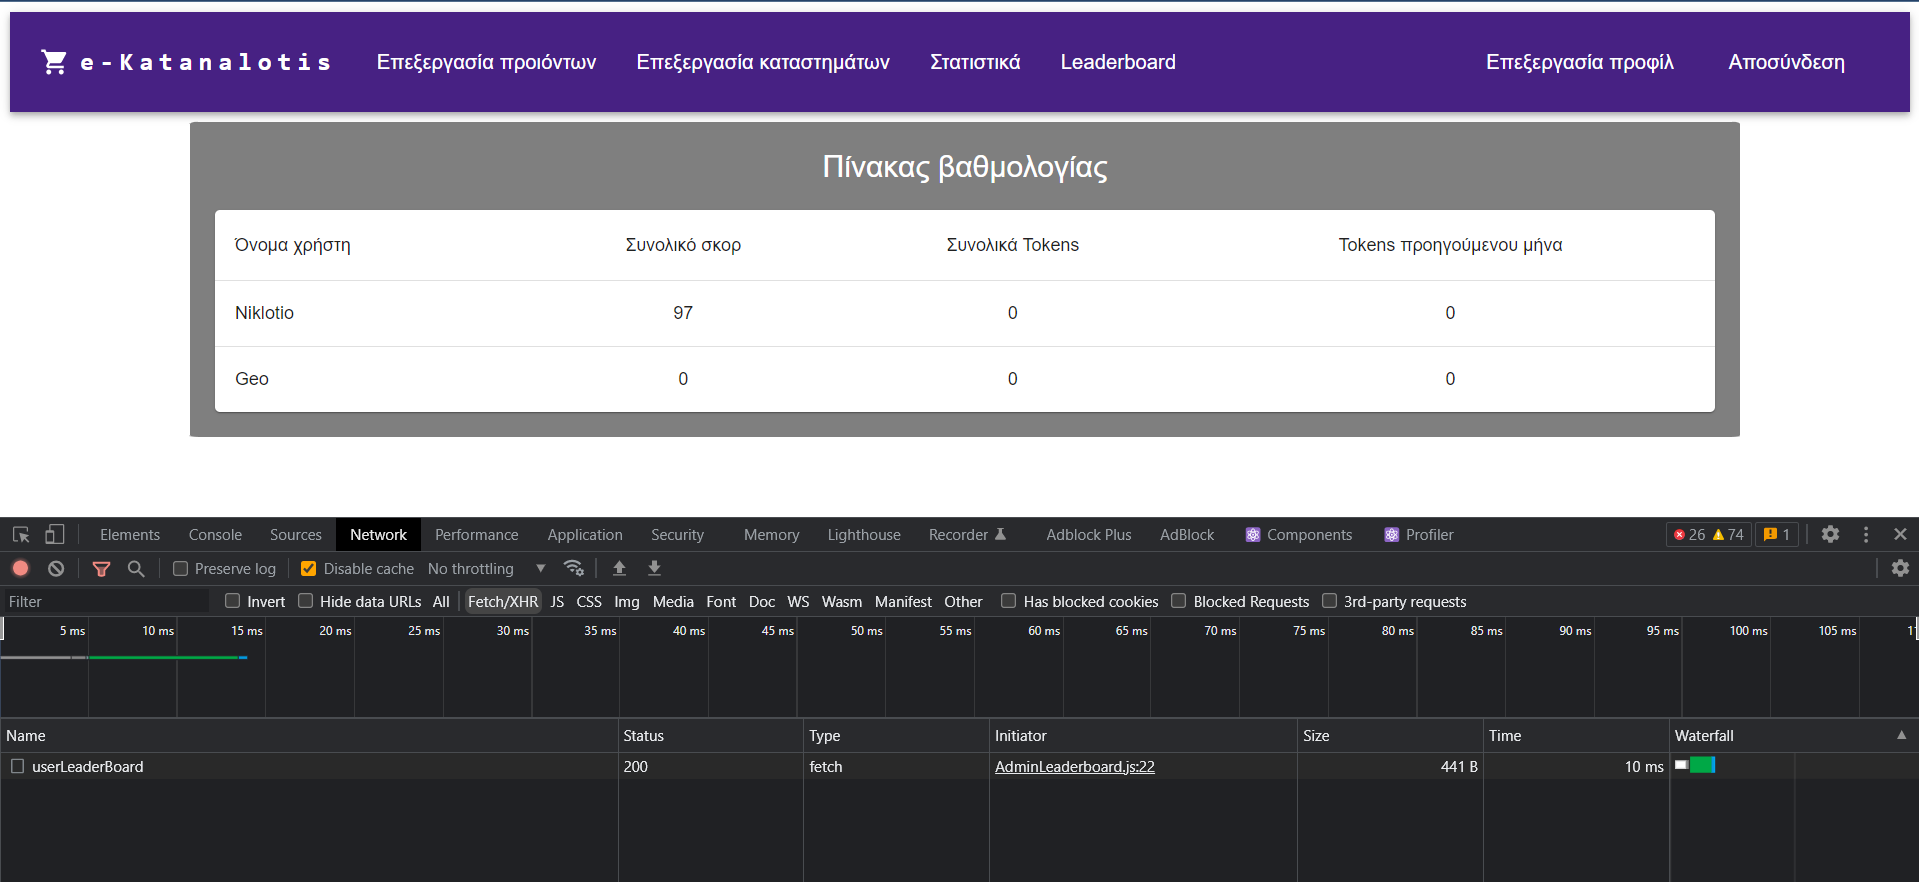 e-Katanalotis Επεξεργασία προιόντων Επεξεργασία καταστημάτων Στατιστικά Leaderboard Επεξεργασία προφίλ Αποσύνδεση
Πίνακας βαθμολογίας
Όνομα χρήστη Συνολικό σκορ Συνολικά Tokens Tokens προηγούμενου μήνα
Niklotio 97 0 0
Geo 0 0 0
Elements Console Sources Network Performance Application Security Memory Lighthouse Recorder Adblock Plus AdBlock Components Profiler 26 74 1
Preserve log Disable cache No throttling
Filter Invert Hide data URLs All Fetch/XHR JS CSS Img Media Font Doc WS Wasm Manifest Other Has blocked cookies Blocked Requests 3rd-party requests
5 ms 10 ms 15 ms 20 ms 25 ms 30 ms 35 ms 40 ms 45 ms 50 ms 55 ms 60 ms 65 ms 70 ms 75 ms 80 ms 85 ms 90 ms 95 ms 100 ms 105 ms
Name Status Type Initiator Size Time Waterfall
userLeaderBoard 200 fetch AdminLeaderboard.js:22 441 B 10 ms